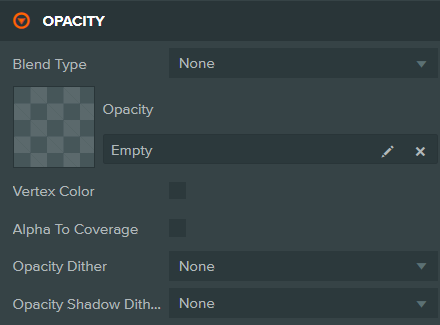 OPACITY
Blend Type None
Opacity
Empty
Vertex Color
Alpha To Coverage
Opacity Dither None
Opacity Shadow Dith... None